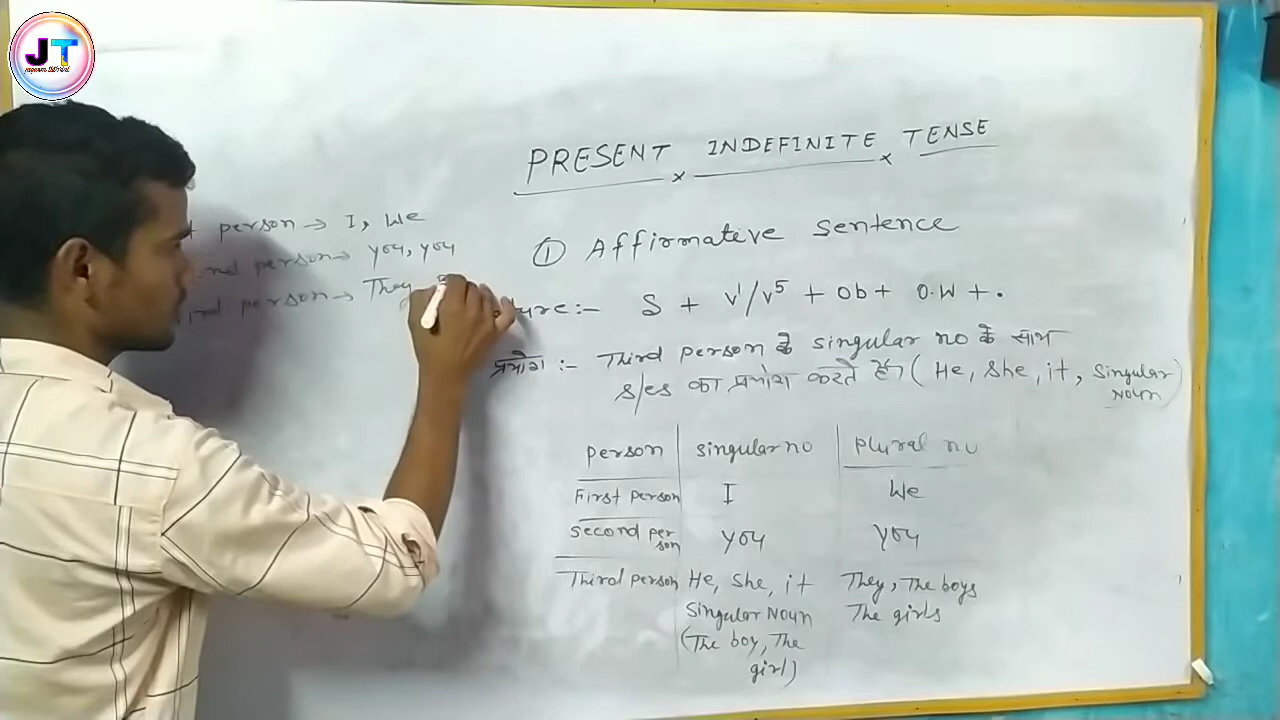 JT
PRESENT INDEFINITE TENSE
person → I, We
person → you, you
person → They
① Affirmative sentence
:- S + V¹/V⁵ + Ob + O.W + .
प्रयोग :- Third person के singular no के साथ
s/es का प्रयोग करते हैं। (He, She, it, Singular
Noun)
person singular no Plural no
First person I We
second per
son you you
Third person He, She, it They, The boys
Singular Noun The girls
(The boy, The
girl)